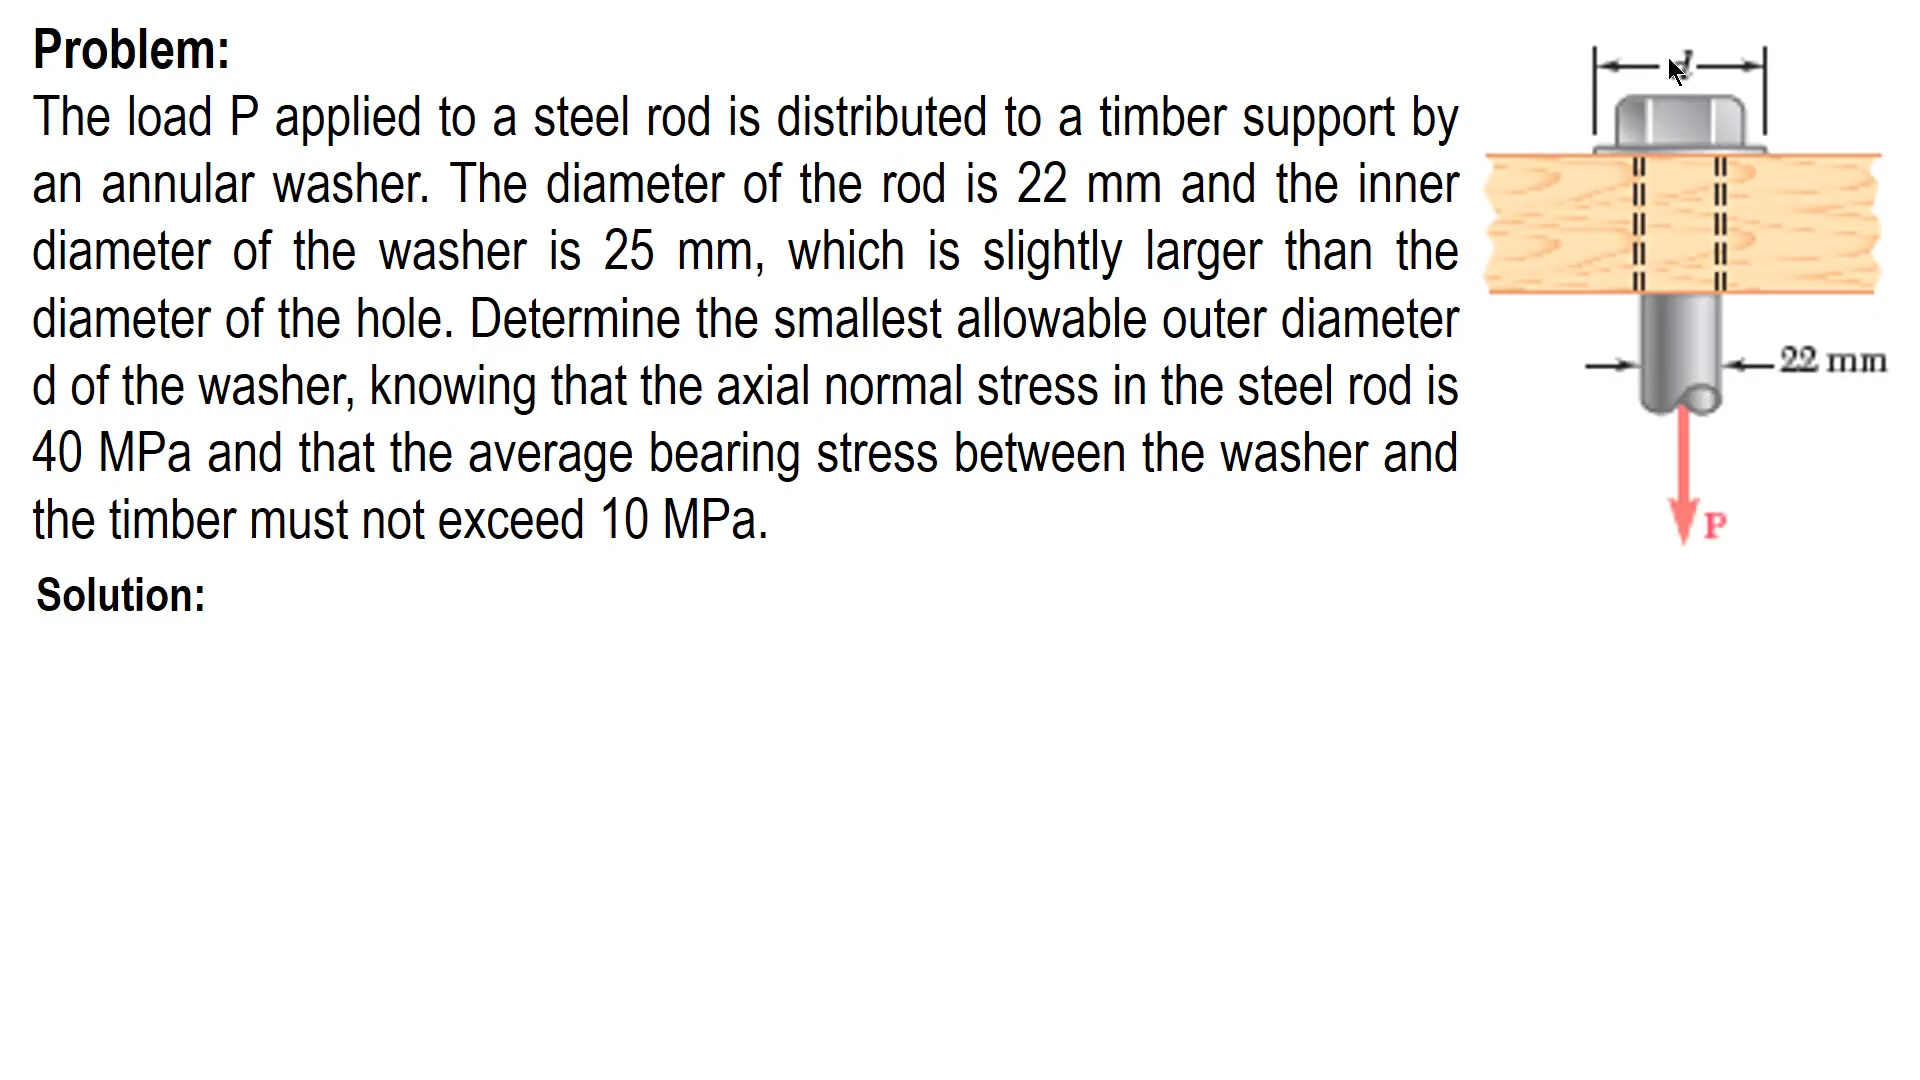 Problem:
The load P applied to a steel rod is distributed to a timber support by
an annular washer. The diameter of the rod is 22 mm and the inner
diameter of the washer is 25 mm, which is slightly larger than the
diameter of the hole. Determine the smallest allowable outer diameter
d of the washer, knowing that the axial normal stress in the steel rod is
40 MPa and that the average bearing stress between the washer and
the timber must not exceed 10 MPa.
Solution:
22 mm
P